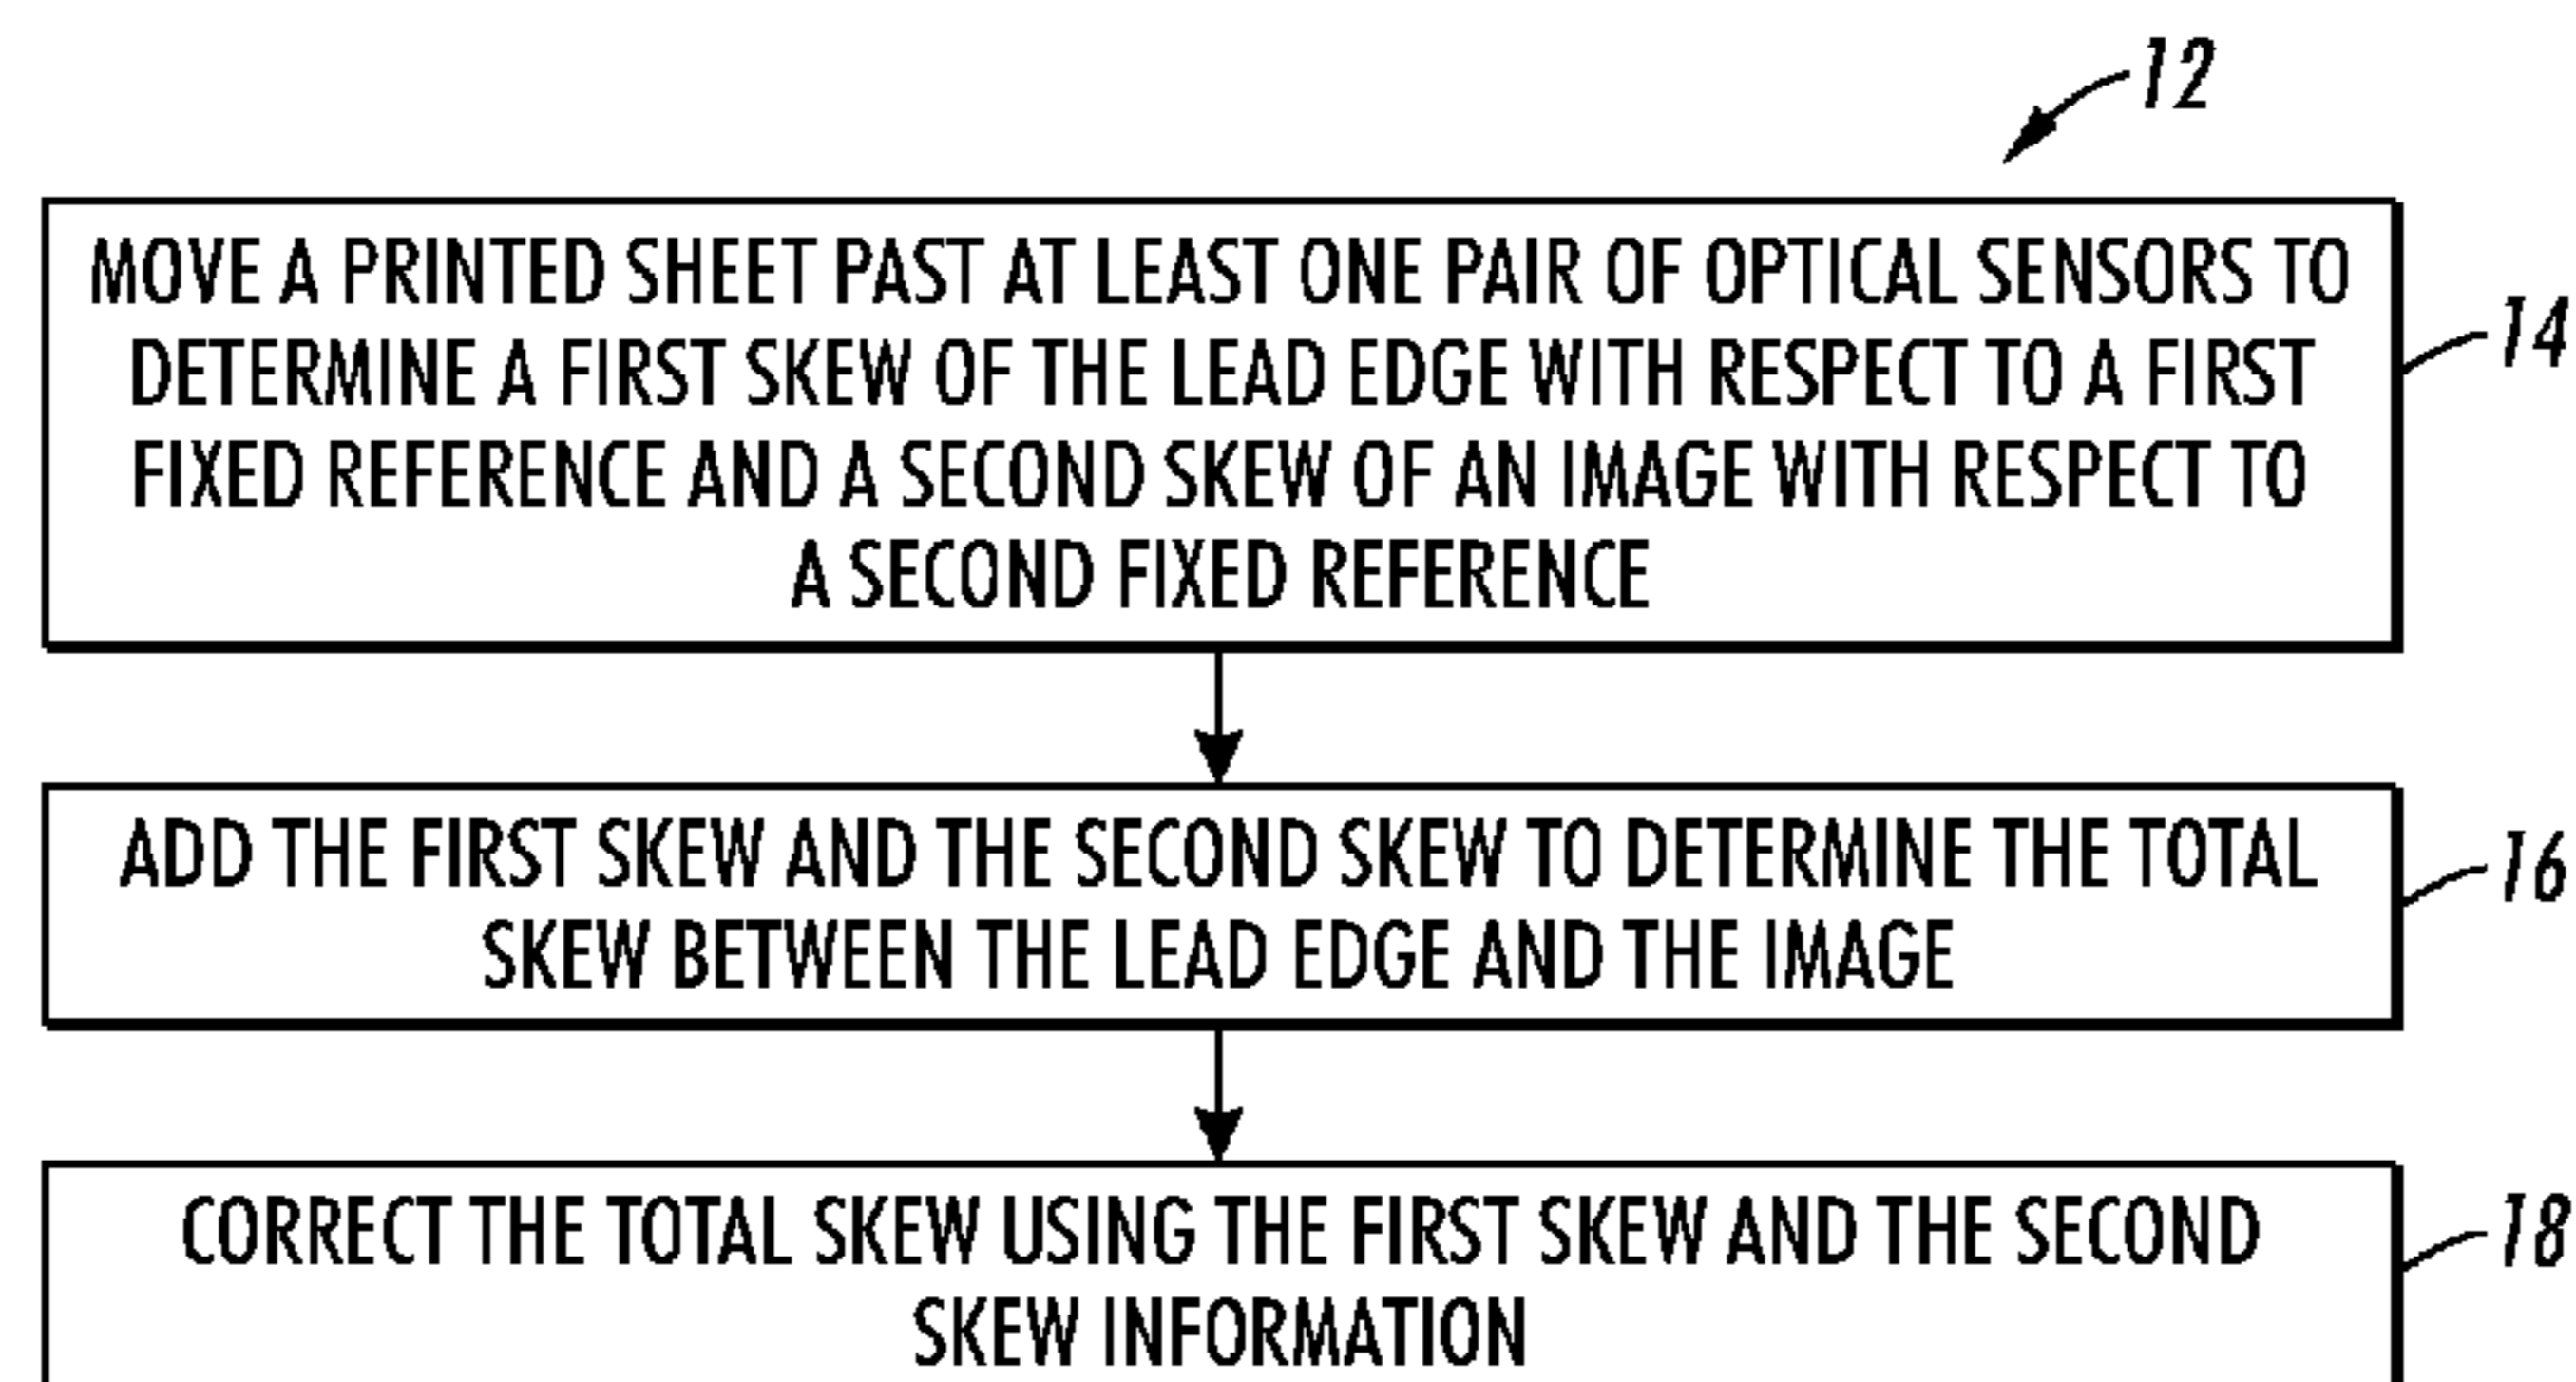 12
MOVE A PRINTED SHEET PAST AT LEAST ONE PAIR OF OPTICAL SENSORS TO
DETERMINE A FIRST SKEW OF THE LEAD EDGE WITH RESPECT TO A FIRST
FIXED REFERENCE AND A SECOND SKEW OF AN IMAGE WITH RESPECT TO
A SECOND FIXED REFERENCE
14
ADD THE FIRST SKEW AND THE SECOND SKEW TO DETERMINE THE TOTAL
SKEW BETWEEN THE LEAD EDGE AND THE IMAGE
16
CORRECT THE TOTAL SKEW USING THE FIRST SKEW AND THE SECOND
SKEW INFORMATION
18